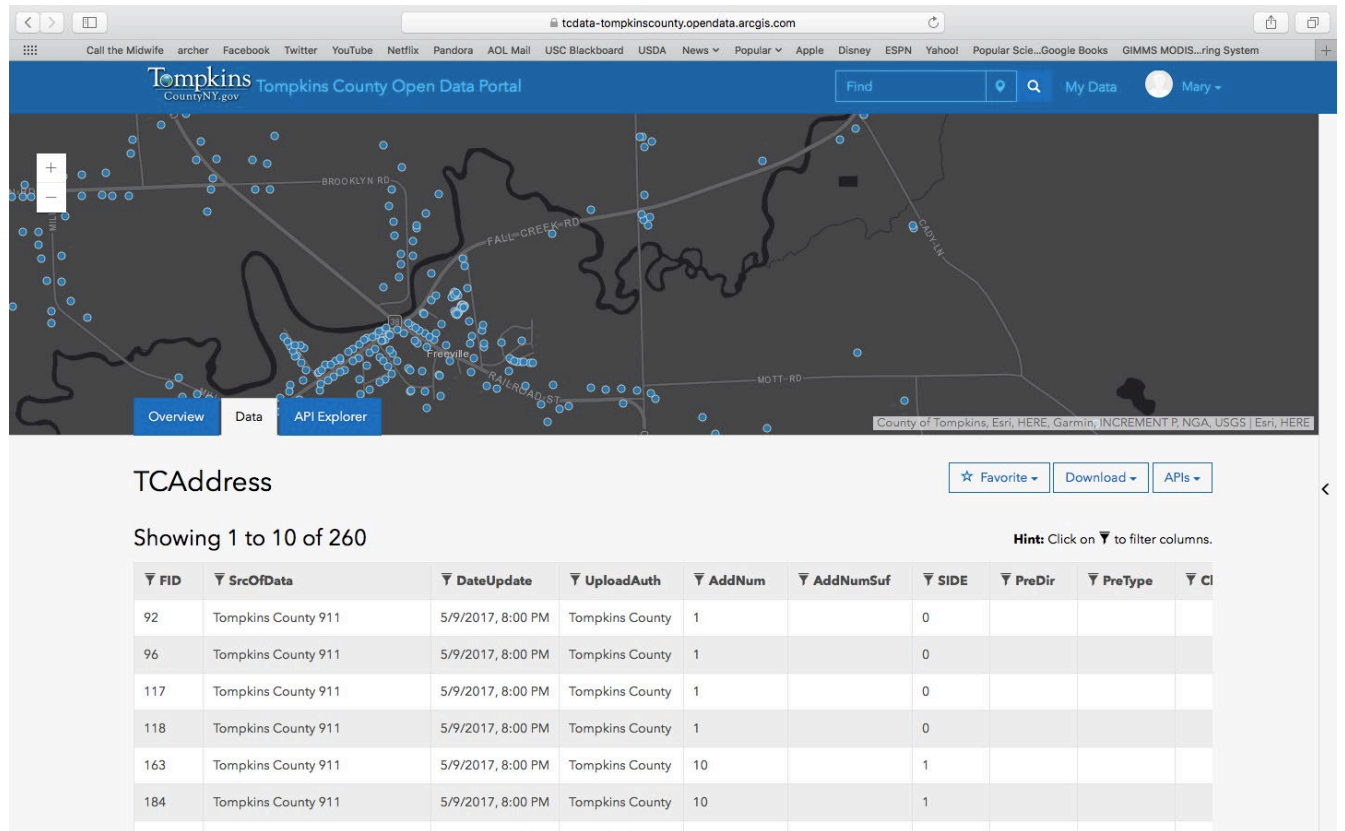 tcdata-tompkinscounty.opendata.arcgis.com
Call the Midwife archer Facebook Twitter YouTube Netflix Pandora AOL Mail USC Blackboard USDA News Popular Apple Disney ESPN Yahoo! Popular Scie...Google Books GIMMS MODIS...ring System
Tompkins
CountyNY.gov
Tompkins County Open Data Portal
Find
My Data
Mary
+
−
BROOKLYN RD
FALL CREEK RD
CADY LN
MIL
38
Freeville
RAILROAD ST
MOTT RD
Overview Data API Explorer
County of Tompkins, Esri, HERE, Garmin, INCREMENT P, NGA, USGS | Esri, HERE
TCAddress
Favorite Download APIs
Showing 1 to 10 of 260
Hint: Click on to filter columns.
FID SrcOfData DateUpdate UploadAuth AddNum AddNumSuf SIDE PreDir PreType
92 Tompkins County 911 5/9/2017, 8:00 PM Tompkins County 1 0
96 Tompkins County 911 5/9/2017, 8:00 PM Tompkins County 1 0
117 Tompkins County 911 5/9/2017, 8:00 PM Tompkins County 1 0
118 Tompkins County 911 5/9/2017, 8:00 PM Tompkins County 1 0
163 Tompkins County 911 5/9/2017, 8:00 PM Tompkins County 10 1
184 Tompkins County 911 5/9/2017, 8:00 PM Tompkins County 10 1